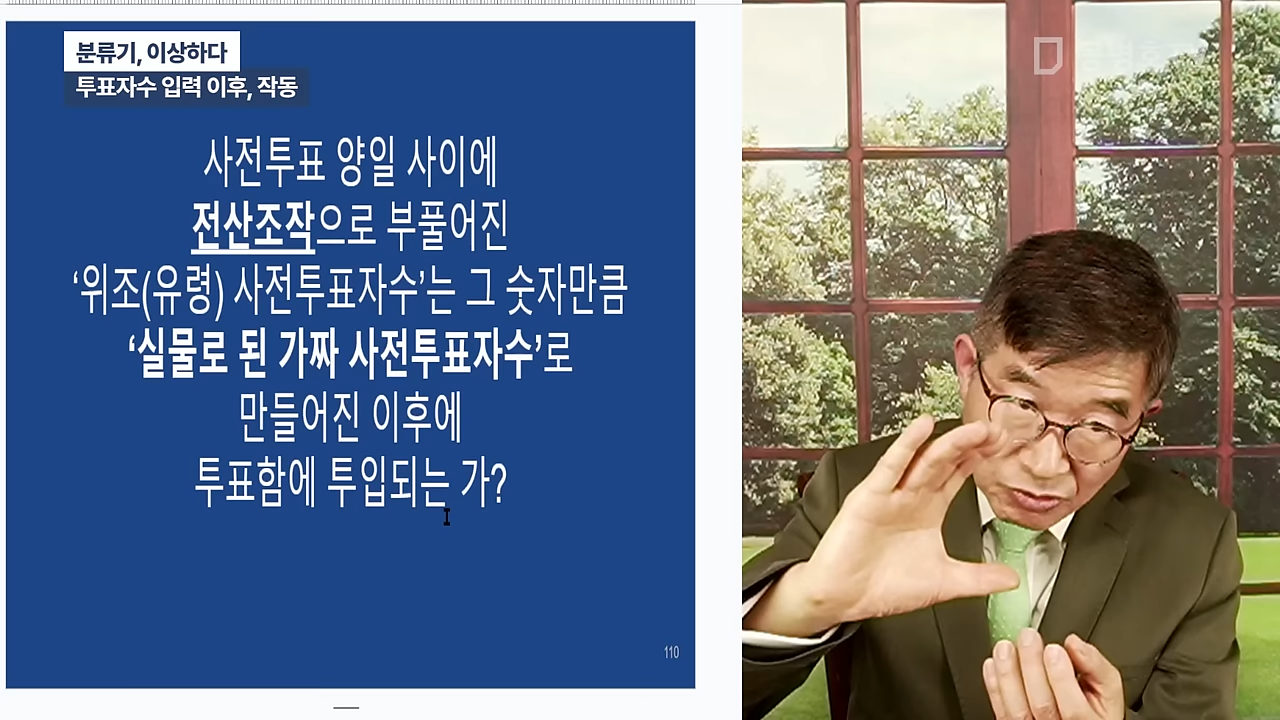 분류기, 이상하다
투표자수 입력 이후, 작동
사전투표 양일 사이에
전산조작으로 부풀어진
‘위조(유령) 사전투표자수’는 그 숫자만큼
‘실물로 된 가짜 사전투표자수’로
만들어진 이후에
투표함에 투입되는 가?
110